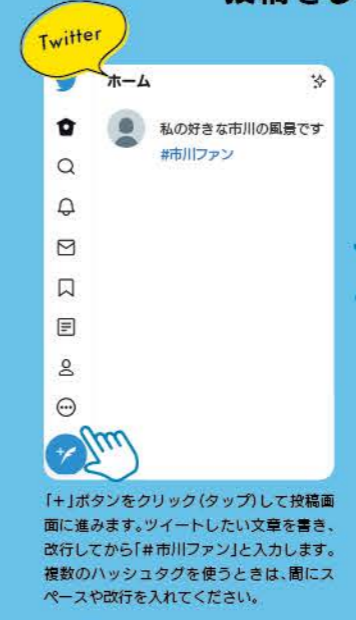 Twitter
ホーム
私の好きな市川の風景です
#市川ファン
「+」ボタンをクリック(タップ)して投稿画
面に進みます。ツイートしたい文章を書き、
改行してから「#市川ファン」と入力します。
複数のハッシュタグを使うときは、間にス
ペースや改行を入れてください。